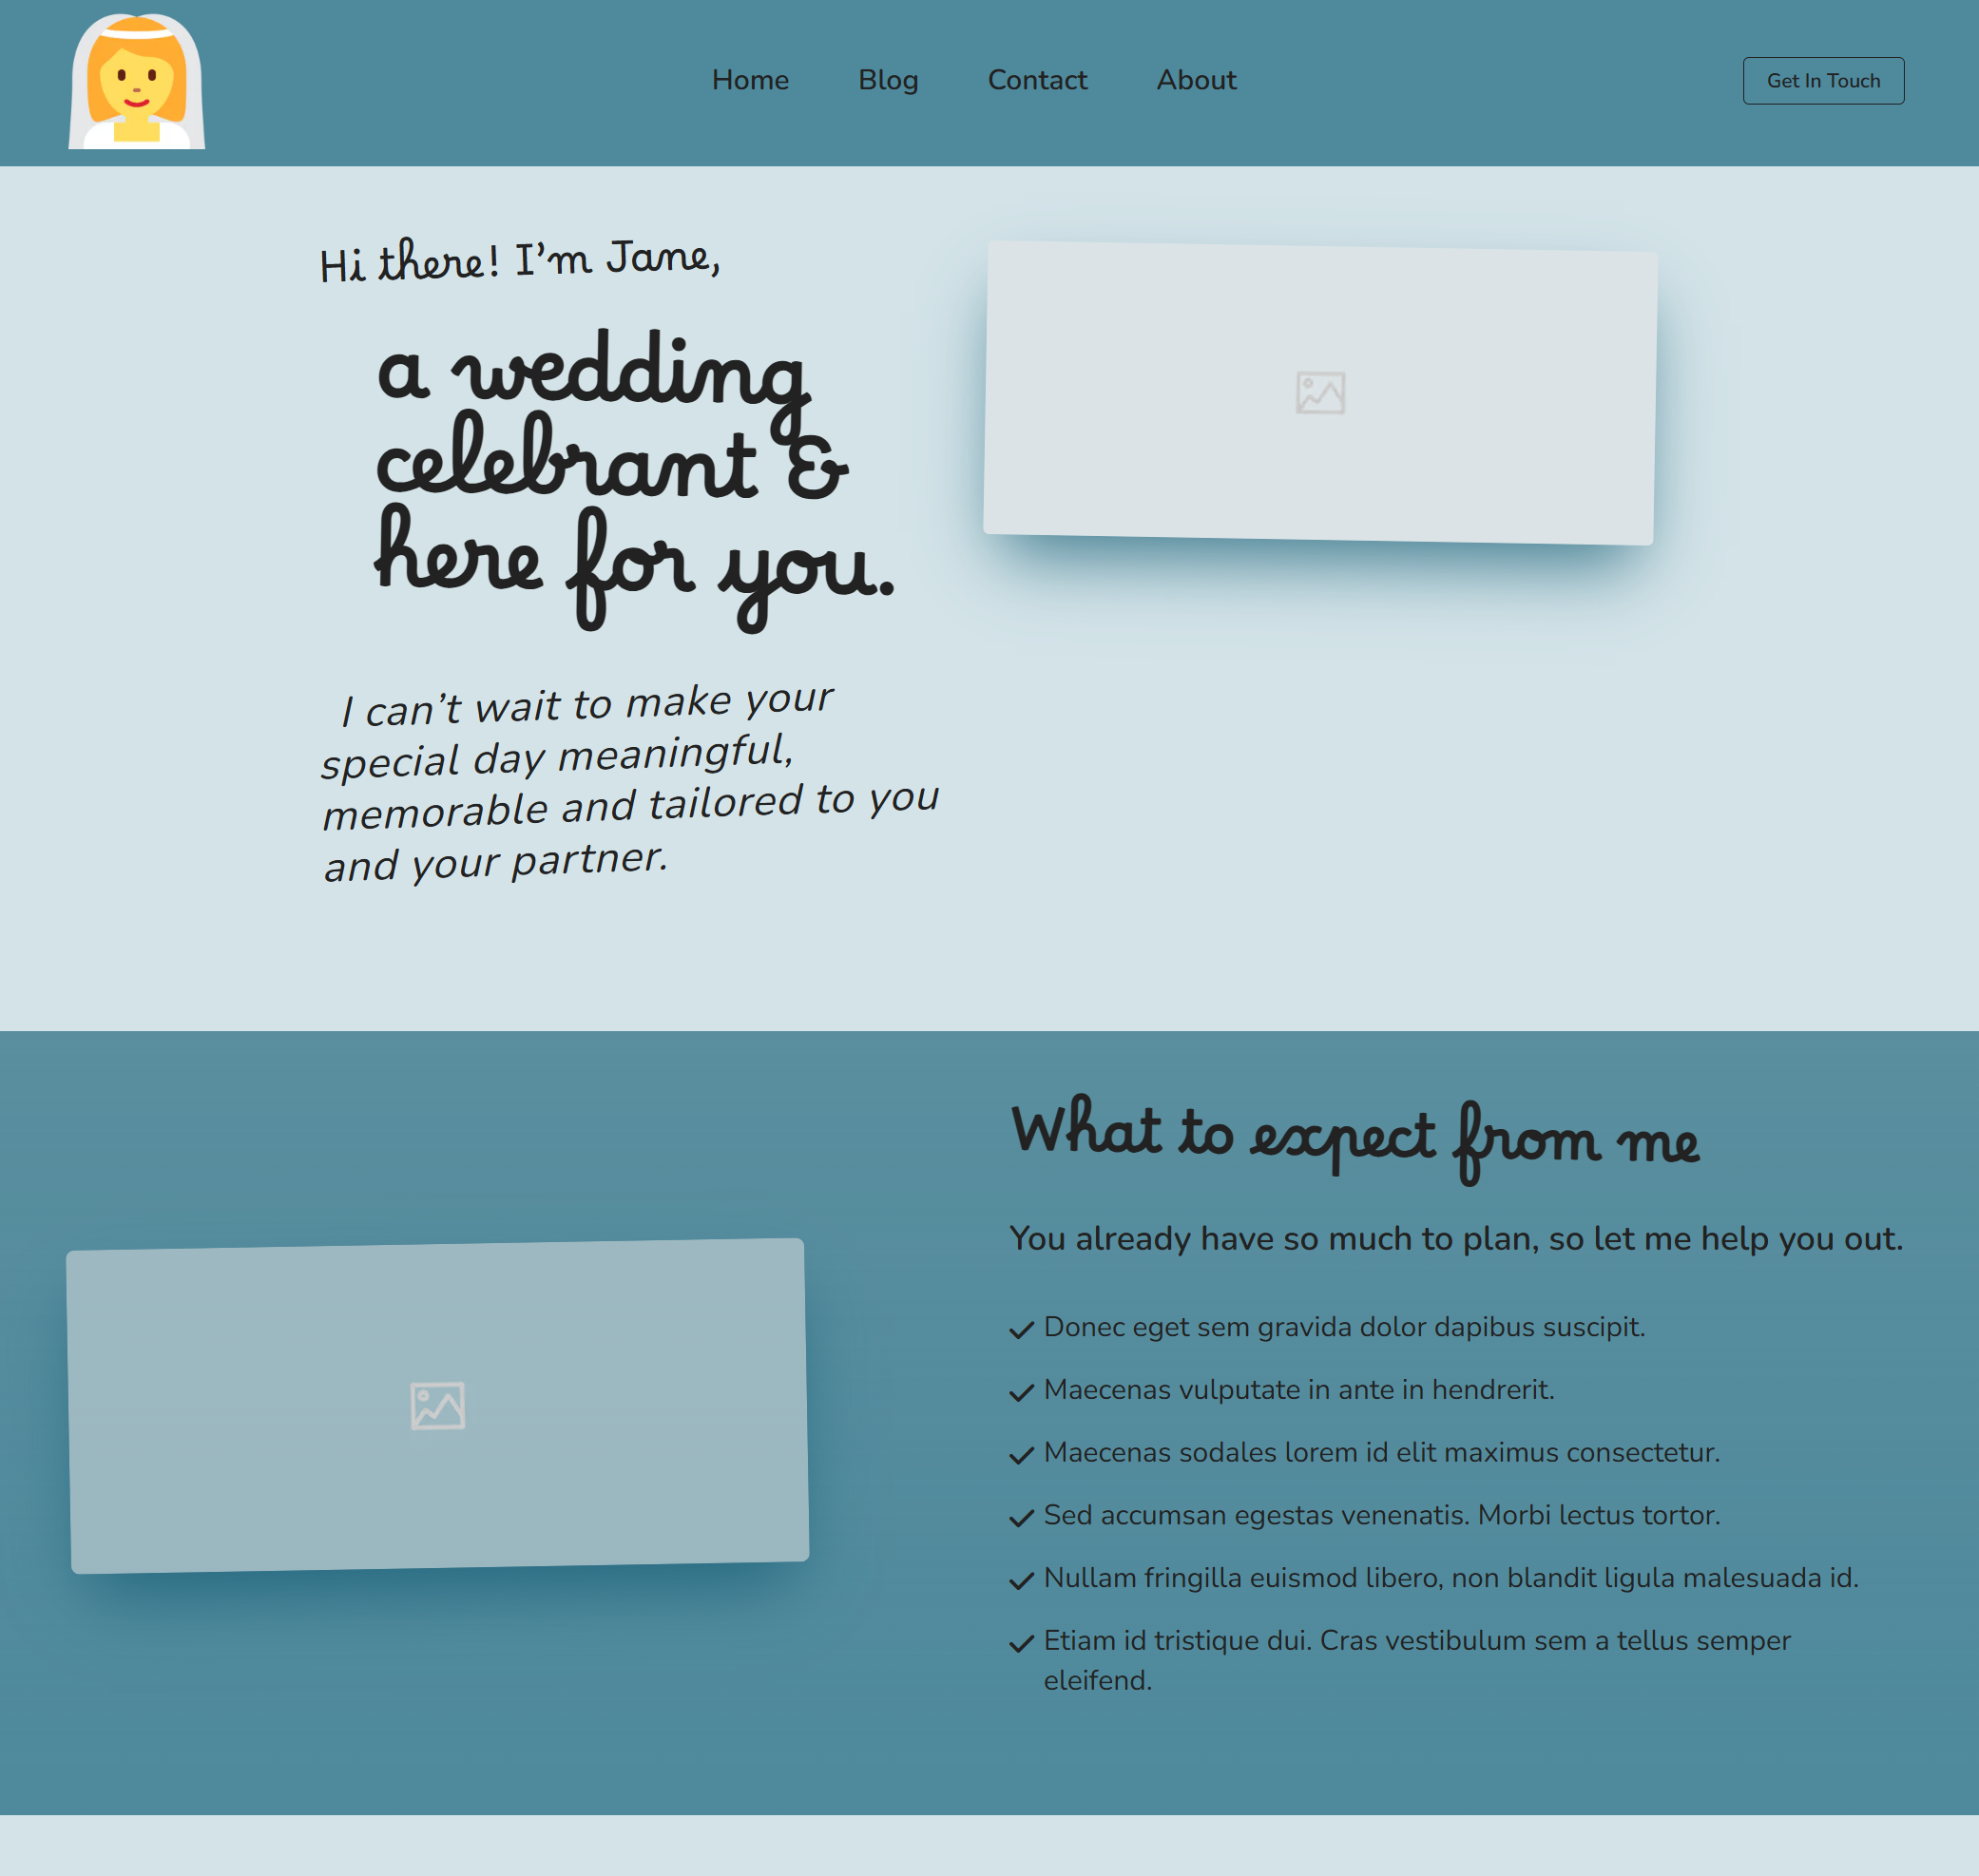 Home Blog Contact About
Get In Touch
Hi there! I’m Jane,
a wedding
celebrant &
here for you.
I can’t wait to make your
special day meaningful,
memorable and tailored to you
and your partner.
What to expect from me
You already have so much to plan, so let me help you out.
Donec eget sem gravida dolor dapibus suscipit.
Maecenas vulputate in ante in hendrerit.
Maecenas sodales lorem id elit maximus consectetur.
Sed accumsan egestas venenatis. Morbi lectus tortor.
Nullam fringilla euismod libero, non blandit ligula malesuada id.
Etiam id tristique dui. Cras vestibulum sem a tellus semper
eleifend.